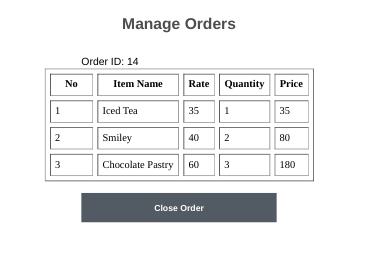 Manage Orders
Order ID: 14
No Item Name Rate Quantity Price
1 Iced Tea 35 1 35
2 Smiley 40 2 80
3 Chocolate Pastry 60 3 180
Close Order